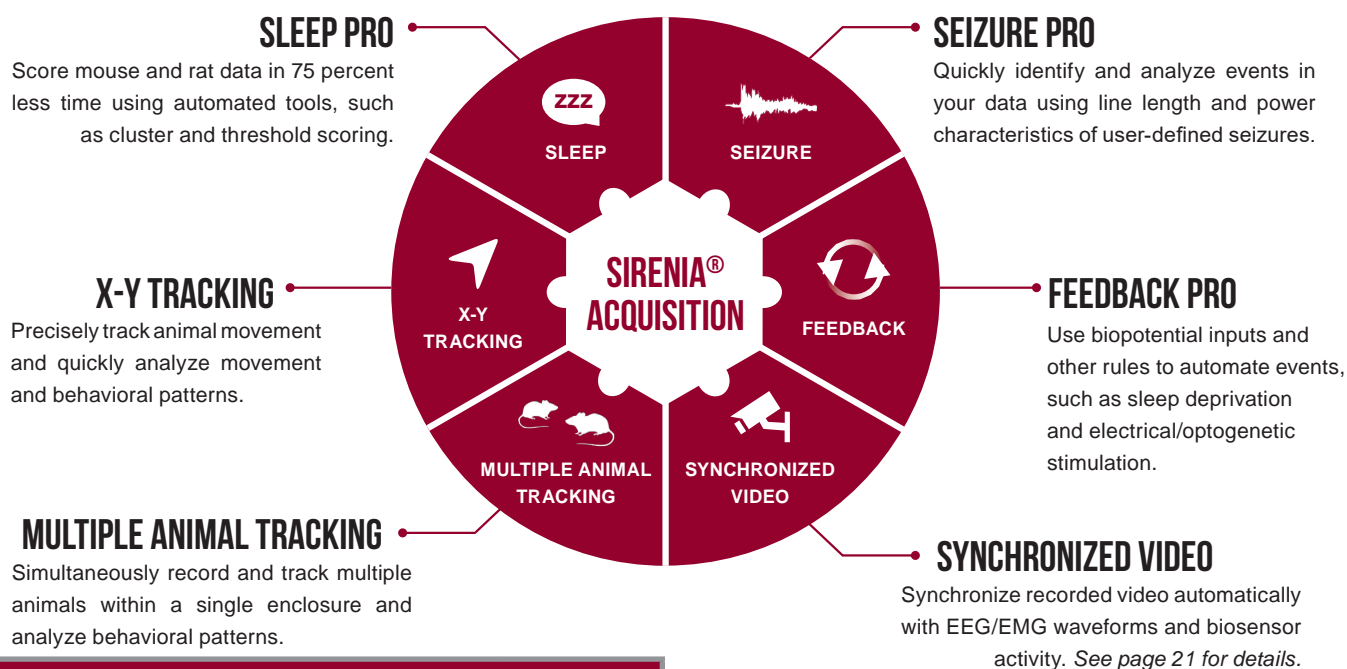 SLEEP PRO
Score mouse and rat data in 75 percent
less time using automated tools, such
as cluster and threshold scoring.
SEIZURE PRO
Quickly identify and analyze events in
your data using line length and power
characteristics of user-defined seizures.
ZZZ
SLEEP
SEIZURE
X-Y TRACKING
Precisely track animal movement
and quickly analyze movement
and behavioral patterns.
X-Y
TRACKING
SIRENIA®
ACQUISITION
FEEDBACK
FEEDBACK PRO
Use biopotential inputs and
other rules to automate events,
such as sleep deprivation
and electrical/optogenetic
stimulation.
MULTIPLE ANIMAL
TRACKING
SYNCHRONIZED
VIDEO
MULTIPLE ANIMAL TRACKING
Simultaneously record and track multiple
animals within a single enclosure and
analyze behavioral patterns.
SYNCHRONIZED VIDEO
Synchronize recorded video automatically
with EEG/EMG waveforms and biosensor
activity. See page 21 for details.